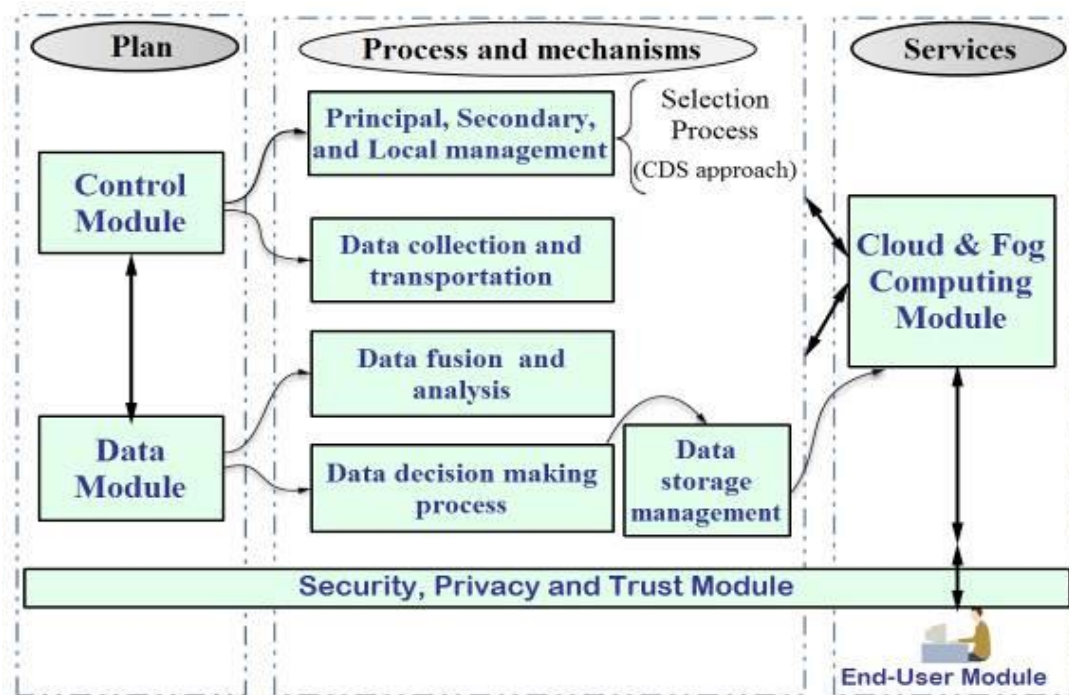 Plan
Process and mechanisms
Services
Principal, Secondary,
and Local management
Selection
Process
(CDS approach)
Control
Module
Data collection and
transportation
Cloud & Fog
Computing
Module
Data fusion and
analysis
Data
Module
Data decision making
process
Data
storage
management
Security, Privacy and Trust Module
End-User Module